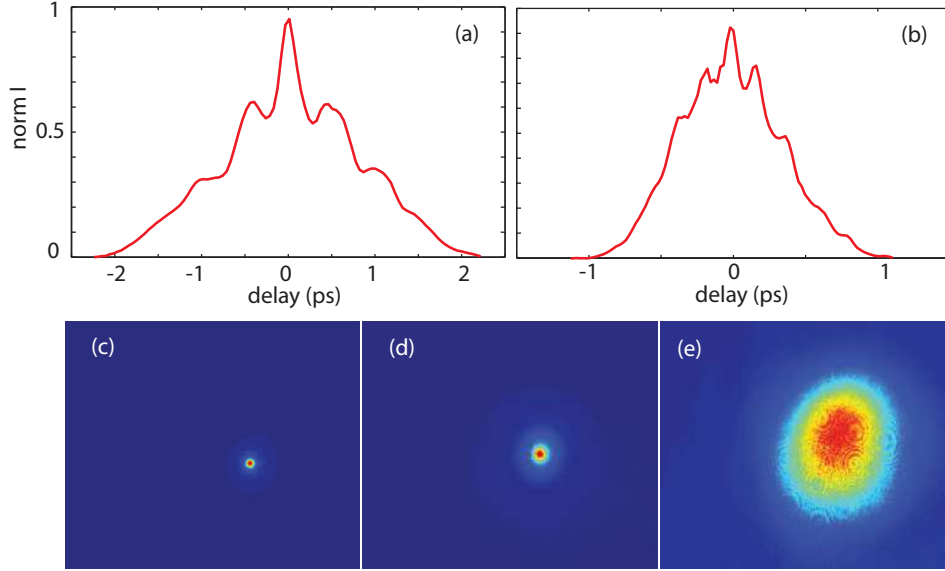 1
(a)
(b)
norm I
0.5
0
-2 -1 0 1 2
-1 0 1
delay (ps)
delay (ps)
(c)
(d)
(e)